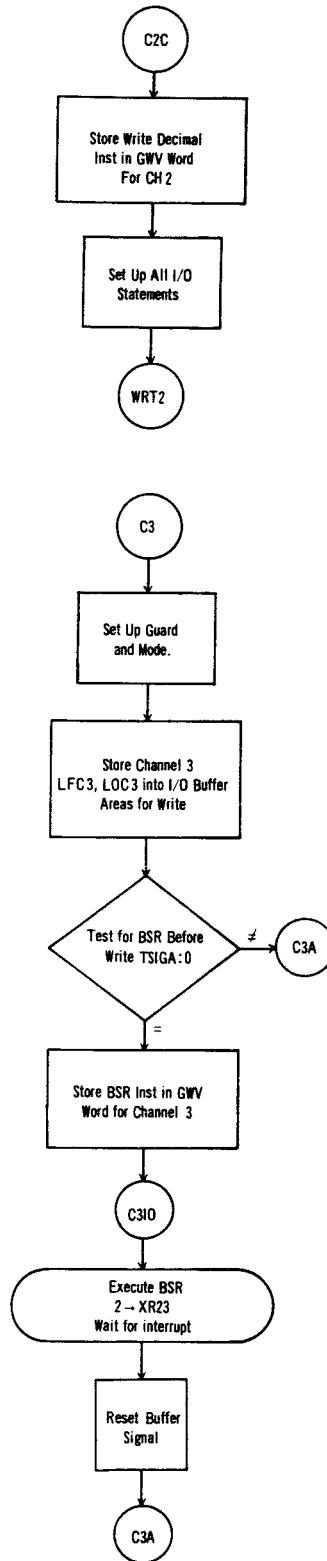 C2C
Store Write Decimal
Inst in GWV Word
For CH 2
Set Up All I/O
Statements
WRT2
C3
Set Up Guard
and Mode.
Store Channel 3
LFC3, LOC3 into I/O Buffer
Areas for Write
Test for BSR Before
Write TSIGA:0
≠
C3A
=
Store BSR Inst in GWV
Word for Channel 3
C3IO
Execute BSR
2 → XR23
Wait for interrupt
Reset Buffer
Signal
C3A